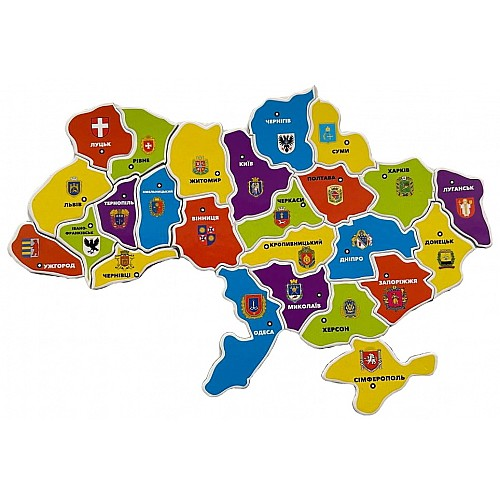 ЛУЦЬК
РІВНЕ
ЖИТОМИР
КИЇВ
ЧЕРНІГІВ
СУМИ
ЛЬВІВ
ТЕРНОПІЛЬ
ХМЕЛЬНИЦЬКИЙ
ВІННИЦЯ
ЧЕРКАСИ
ПОЛТАВА
ХАРКІВ
ЛУГАНСЬК
ІВАНО-
ФРАНКІВСЬК
УЖГОРОД
ЧЕРНІВЦІ
КРОПИВНИЦЬКИЙ
ДНІПРО
ДОНЕЦЬК
ОДЕСА
МИКОЛАЇВ
ХЕРСОН
ЗАПОРІЖЖЯ
СІМФЕРОПОЛЬ